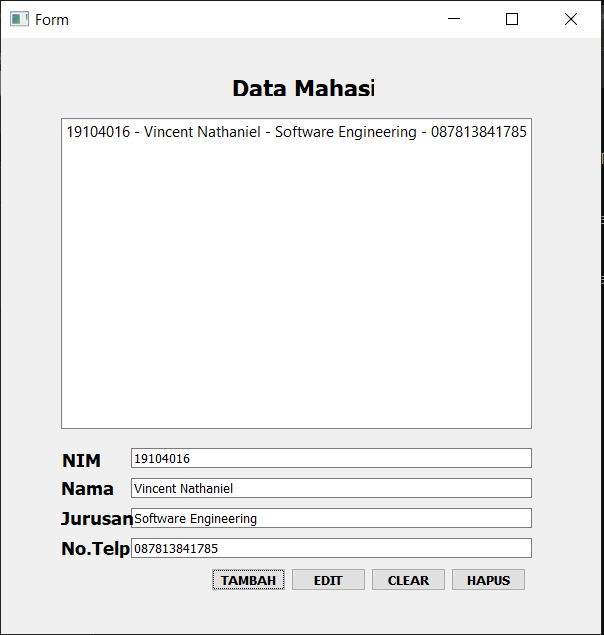 Form
Data Mahasi
19104016 - Vincent Nathaniel - Software Engineering - 087813841785
NIM 19104016
Nama Vincent Nathaniel
Jurusan Software Engineering
No.Telp 087813841785
TAMBAH EDIT CLEAR HAPUS